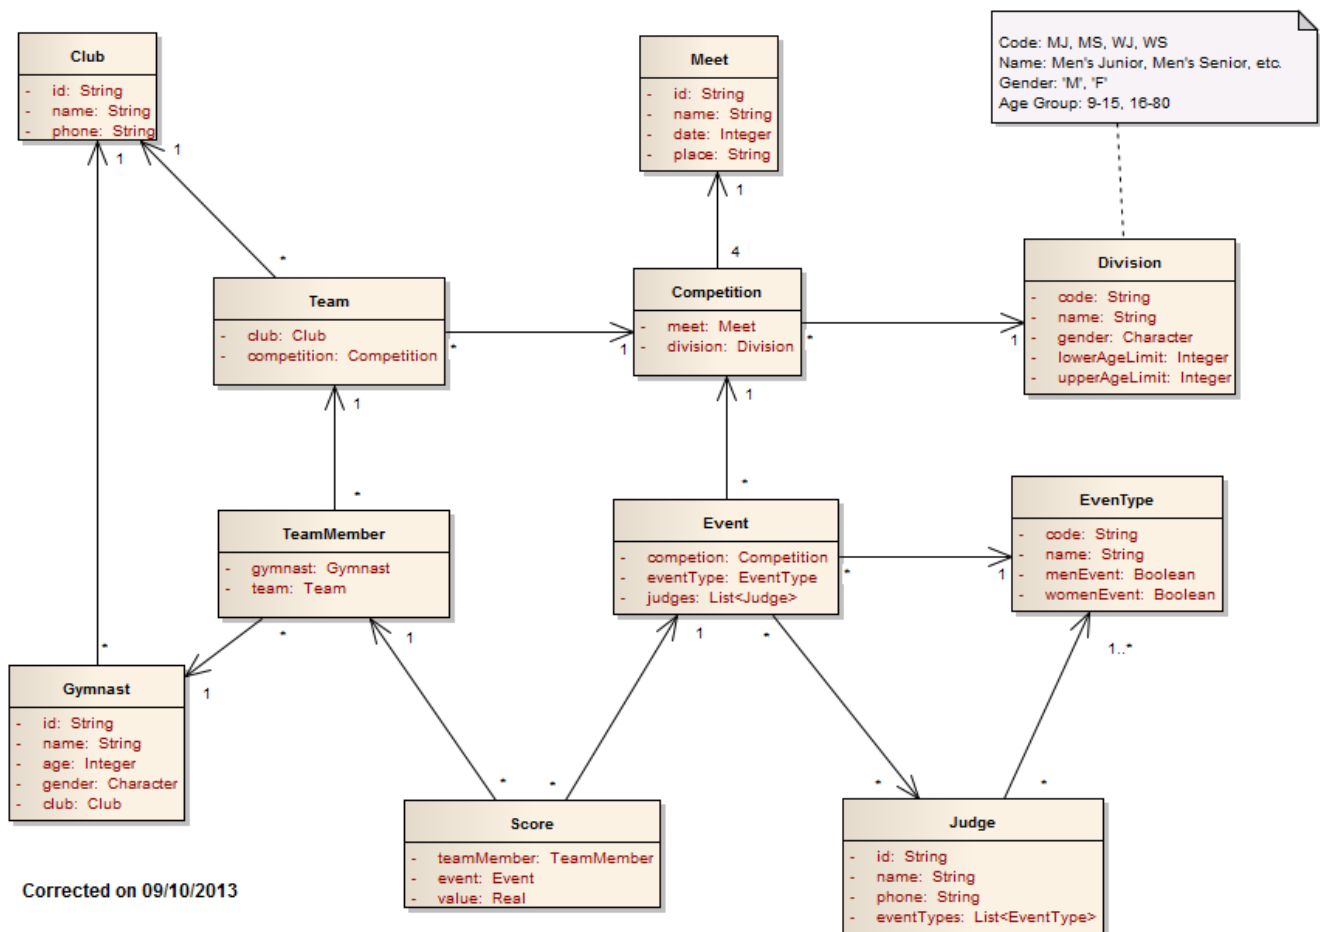 Club
- id: String
- name: String
- phone: String
1
1
Meet
- id: String
- name: String
- date: Integer
- place: String
1
4
Code: MJ, MS, WJ, WS
Name: Men's Junior, Men's Senior, etc.
Gender: 'M', 'F'
Age Group: 9-15, 16-80
*
Team
- club: Club
- competition: Competition
*
1
1
Competition
- meet: Meet
- division: Division
*
1
1
Division
- code: String
- name: String
- gender: Character
- lowerAgeLimit: Integer
- upperAgeLimit: Integer
*
TeamMember
- gymnast: Gymnast
- team: Team
*
1
1
*
Event
- competion: Competition
- eventType: EventType
- judges: List<Judge>
*
1
1
*
EvenType
- code: String
- name: String
- menEvent: Boolean
- womenEvent: Boolean
1..*
*
Gymnast
- id: String
- name: String
- age: Integer
- gender: Character
- club: Club
*
*
Score
- teamMember: TeamMember
- event: Event
- value: Real
*
*
Judge
- id: String
- name: String
- phone: String
- eventTypes: List<EventType>
Corrected on 09/10/2013